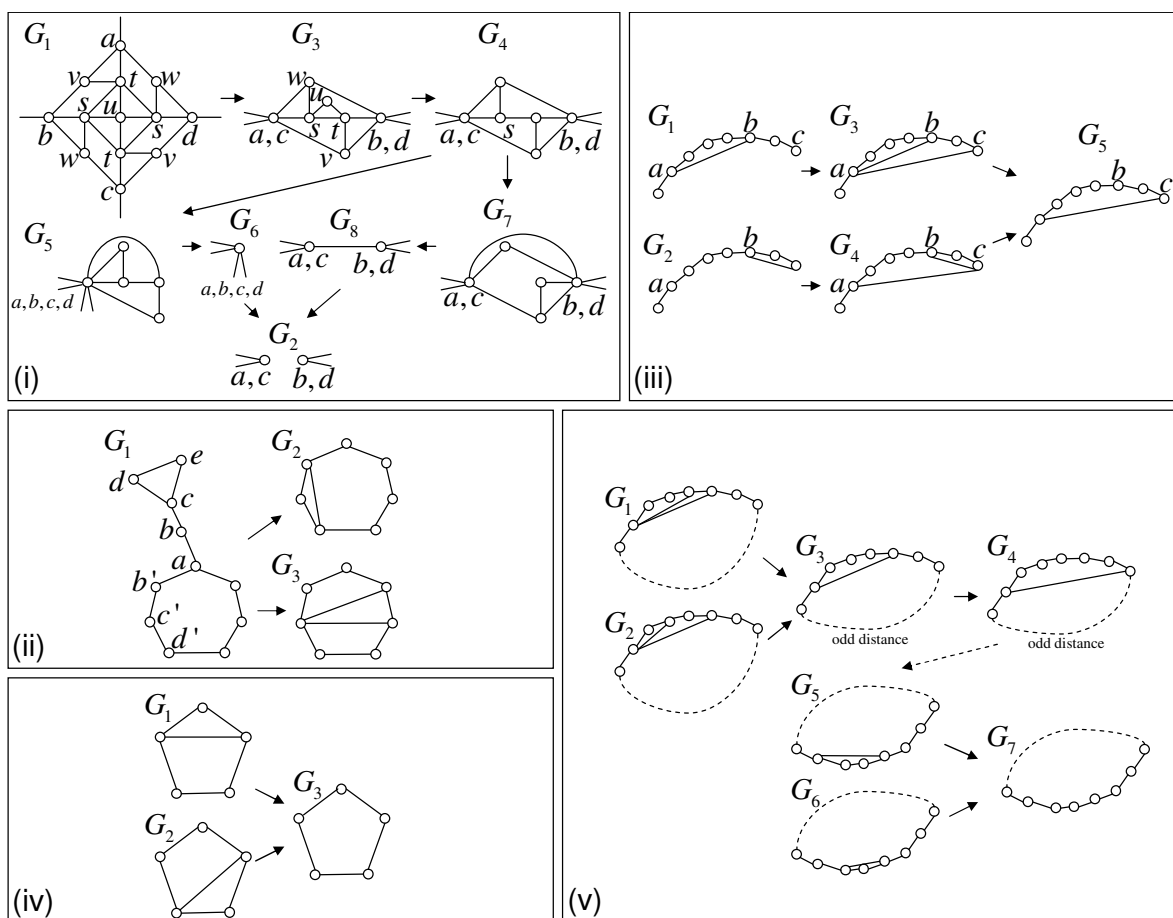 G1
a
v
t
w
s
u
s
b
d
w
t
v
c
G3
w
u
s
t
a, c
b, d
v
G4
a, c
s
b, d
G5
a, b, c, d
G6
a, b, c, d
G8
a, c
b, d
G7
a, c
b, d
G2
a, c
b, d
(i)
G1
a
b
c
G3
a
b
c
G5
b
c
G2
a
b
G4
a
b
c
(iii)
G1
e
d
c
b
a
b'
c'
d'
G2
G3
(ii)
G1
G2
G3
(iv)
G1
G2
G3
odd distance
G4
odd distance
G5
G6
G7
(v)